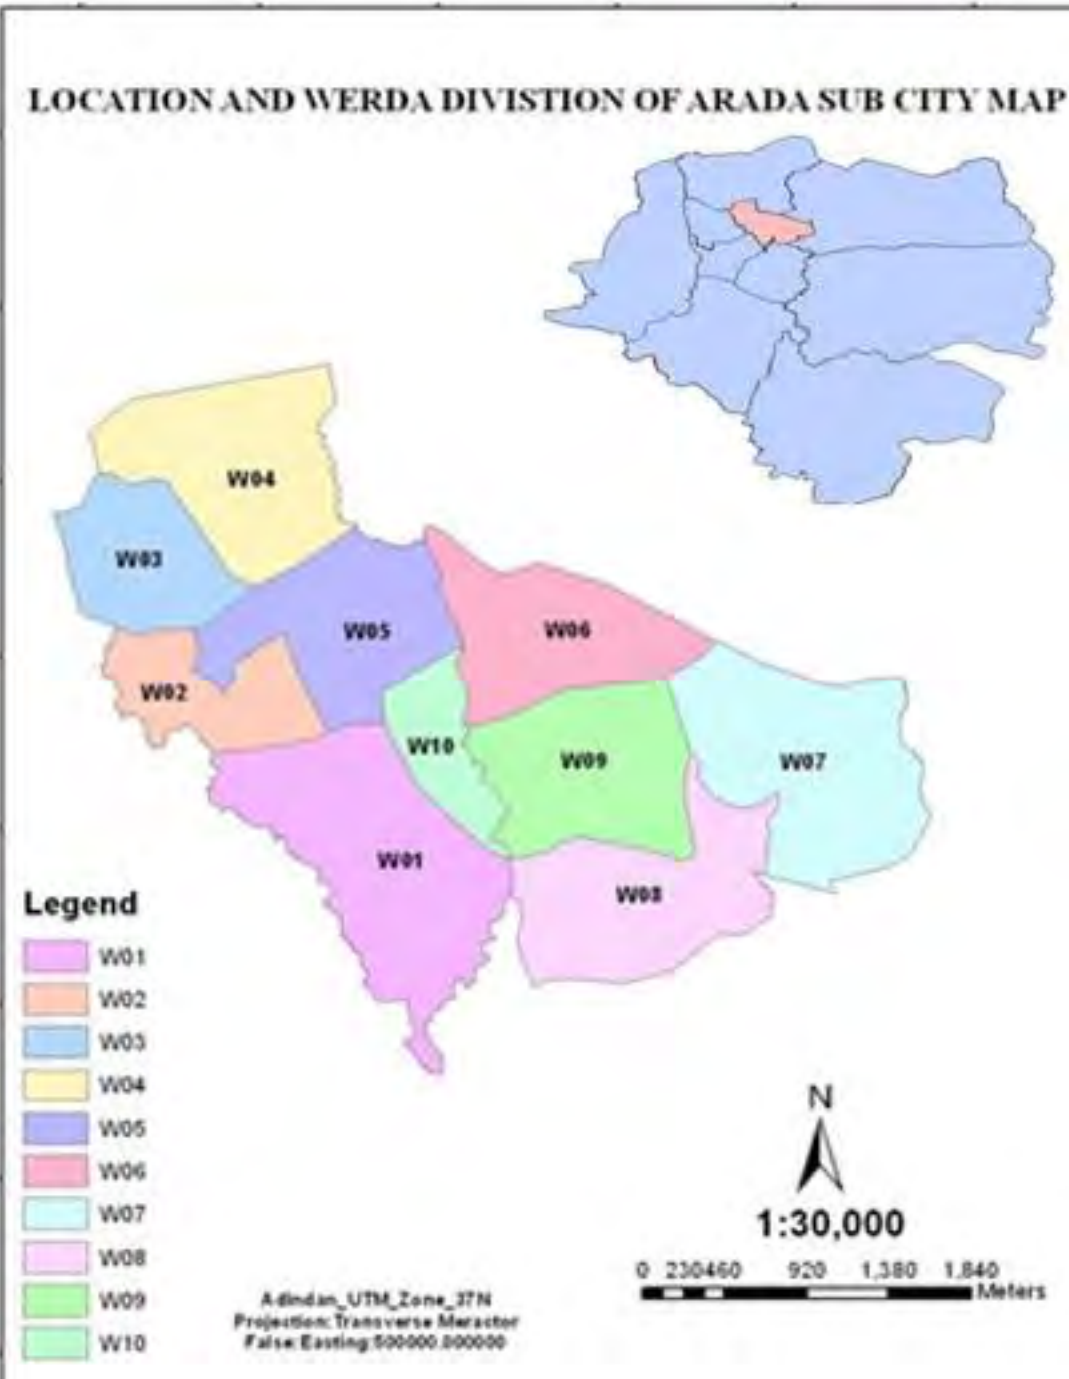 LOCATION AND WERDA DIVISTION OF ARADA SUB CITY MAP
W04
W03
W05
W06
W02
W10
W09
W07
W01
W08
Legend
W01
W02
W03
W04
W05
W06
W07
W08
W09
W10
N
1:30,000
0 230460 920 1,380 1,840
Meters
Adindan_UTM_Zone_37N
Projection: Transverse Meractor
False Easting:500000.000000